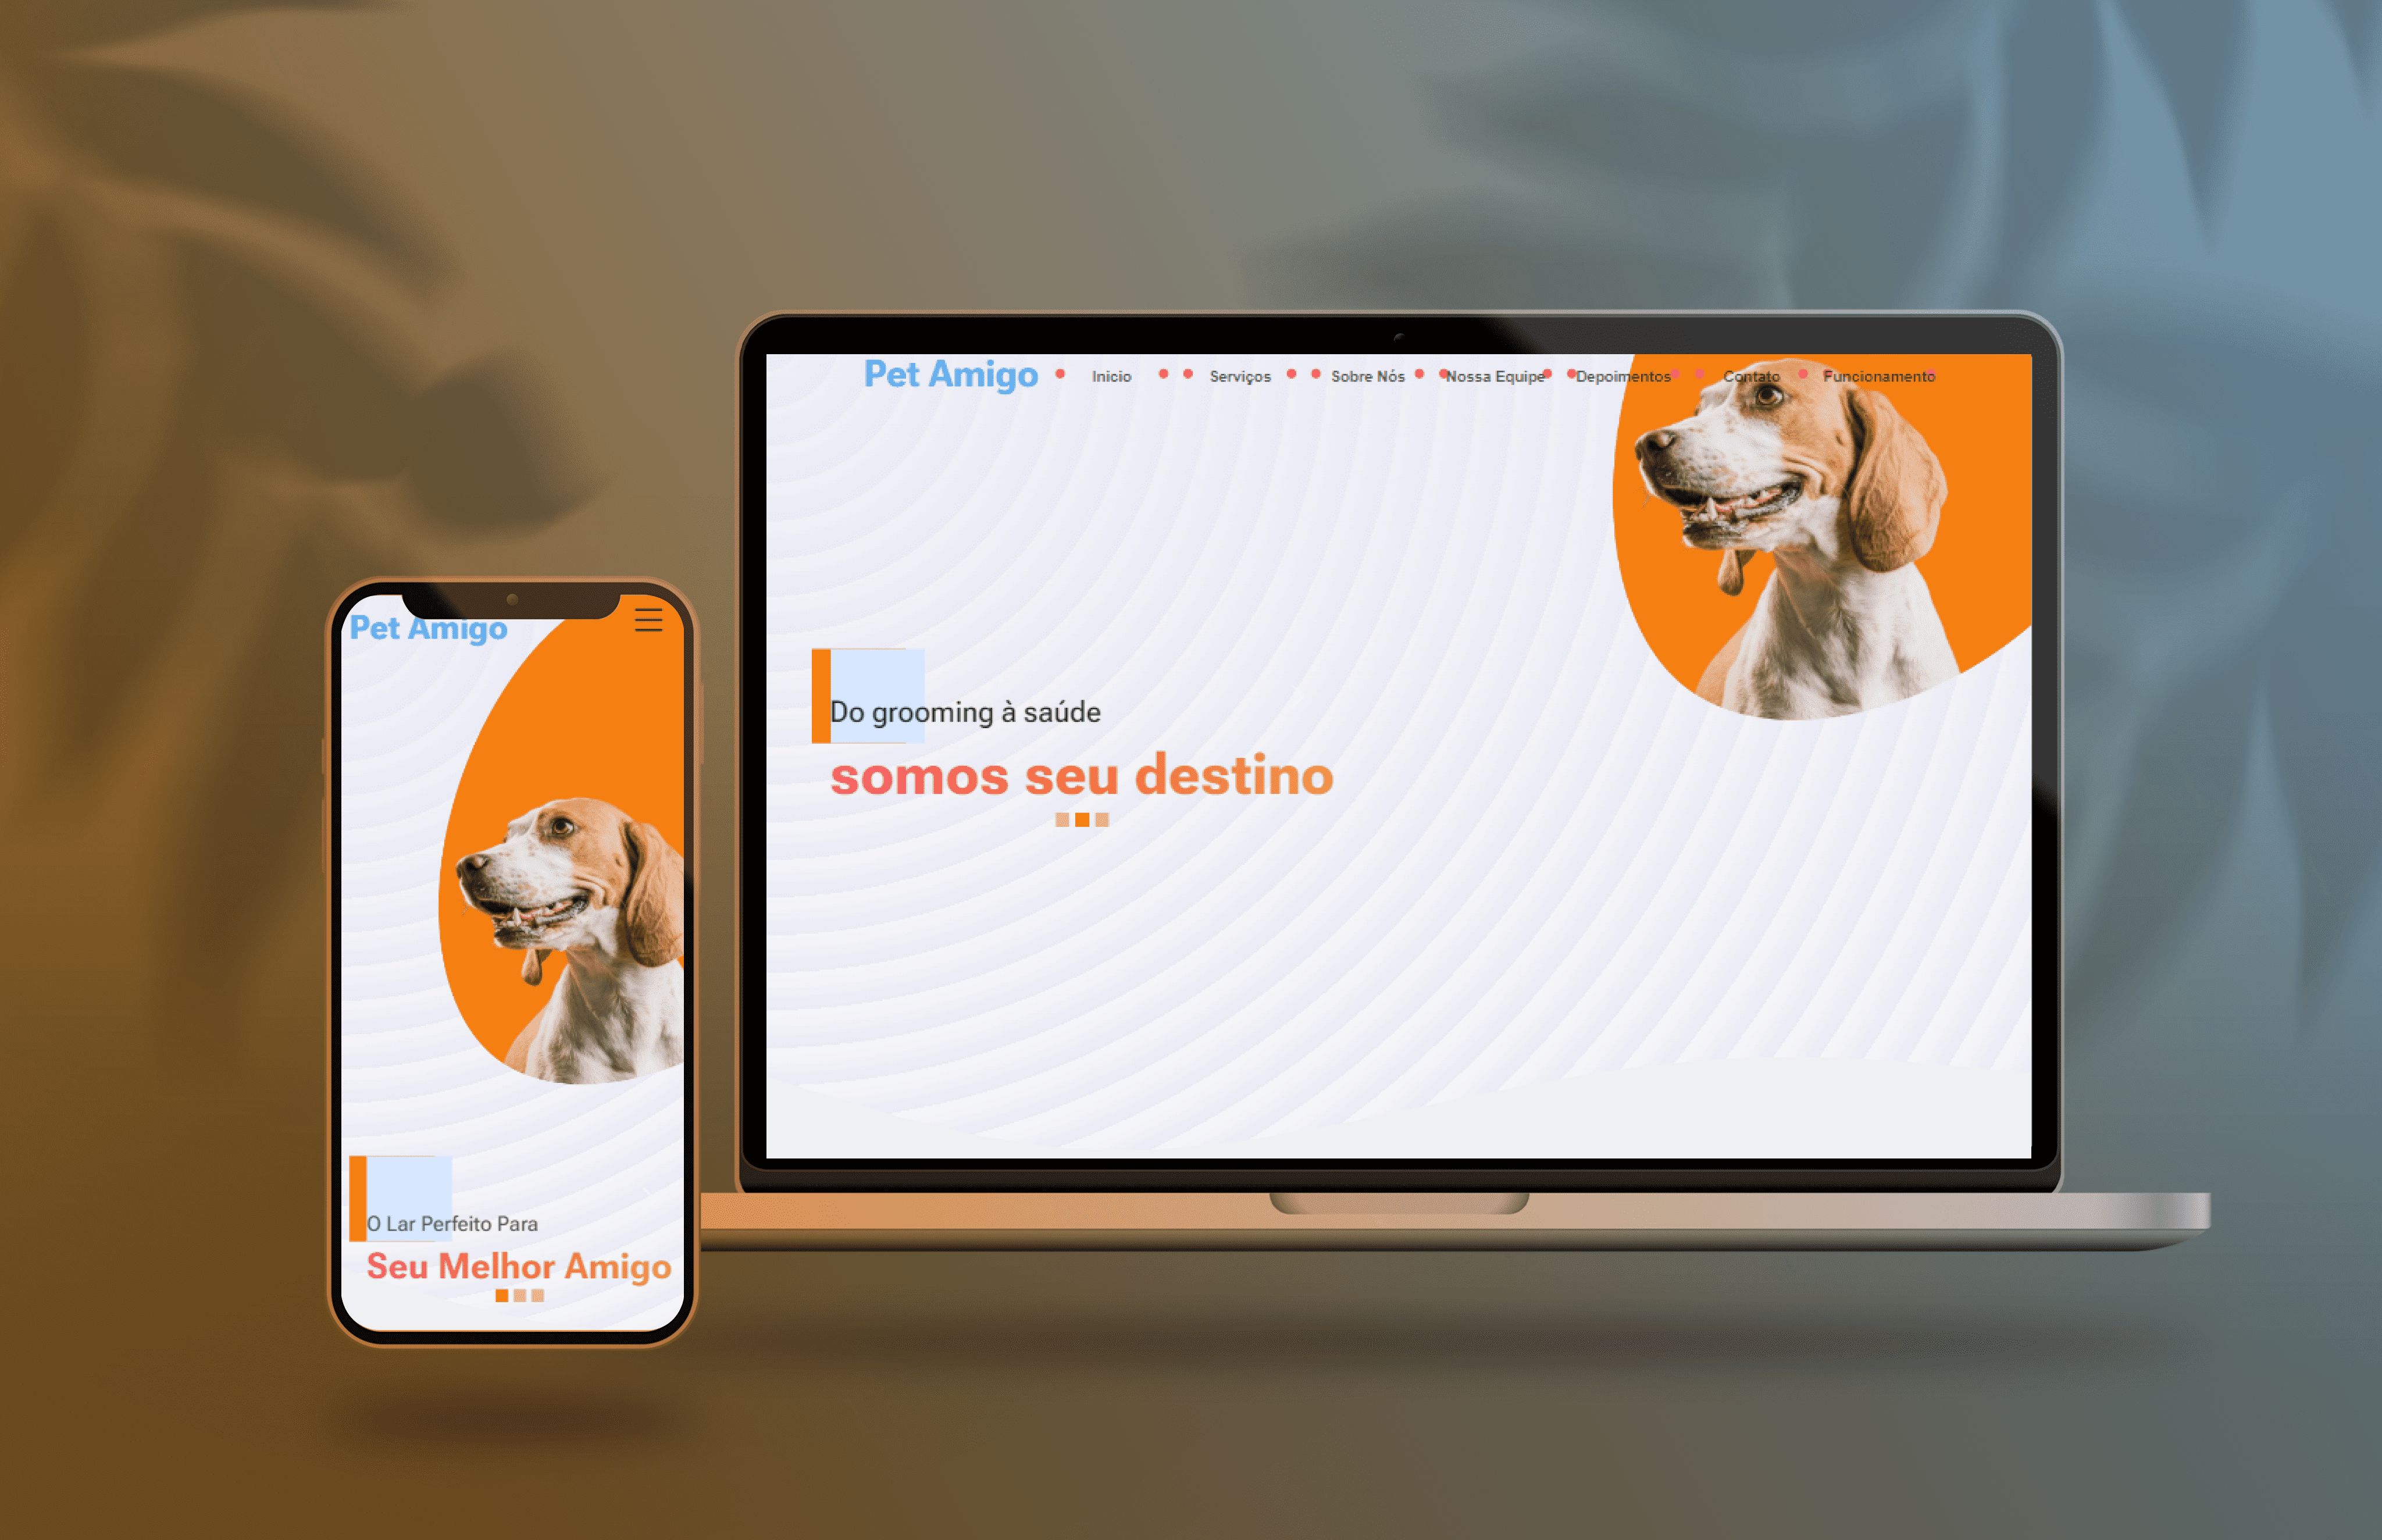 Pet Amigo
Inicio
Serviços
Sobre Nós
Nossa Equipe
Depoimentos
Contato
Funcionamento
Do grooming à saúde
somos seu destino
Pet Amigo
O Lar Perfeito Para
Seu Melhor Amigo